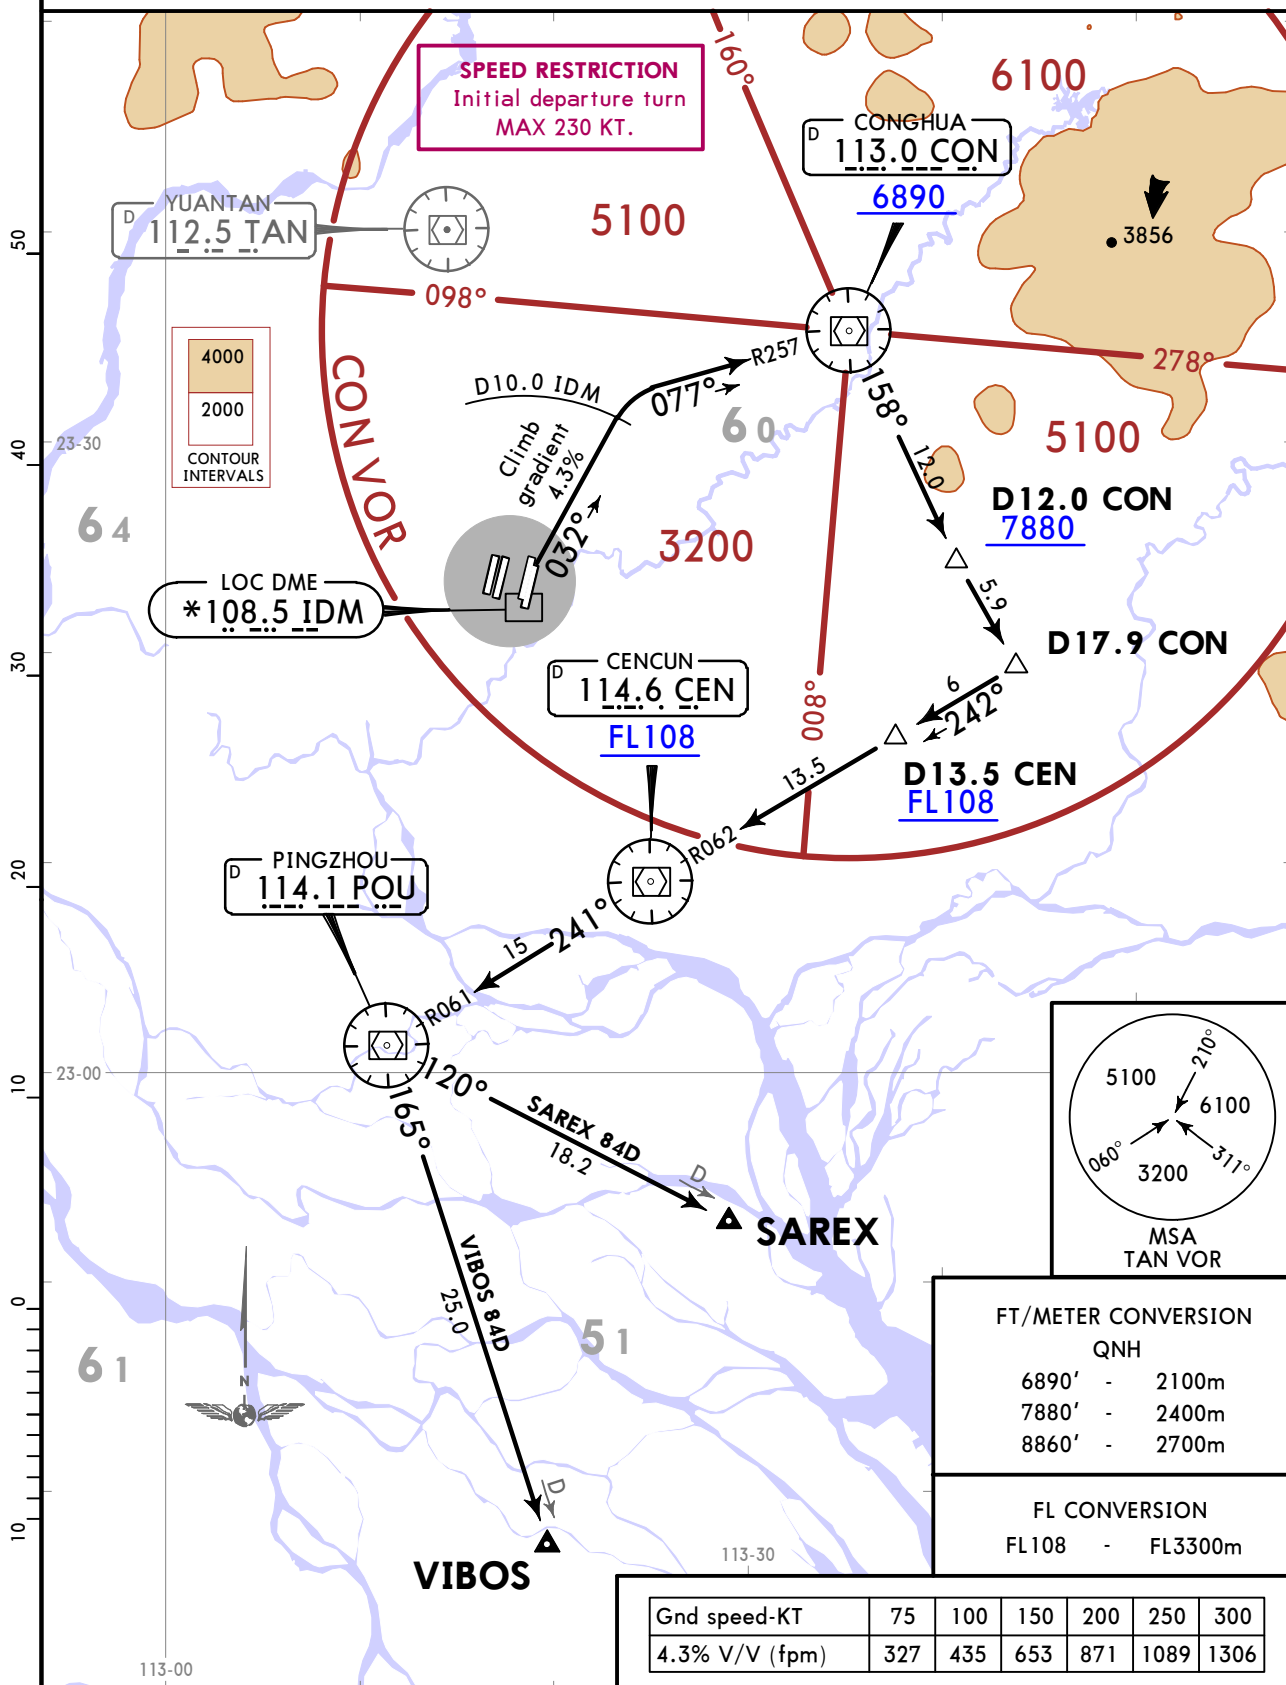 SPEED RESTRICTION
Initial departure turn
MAX 230 KT.
160°
6100
CONGHUA
D
113.0 CON
6890
YUANTAN
D
112.5 TAN
5100
3856
50
098°
278°
4000
2000
CONTOUR
INTERVALS
CON VOR
D10.0 IDM
077°
R257
60
158°
5100
23-30
40
Climb
gradient
4.3%
12.0
D12.0 CON
7880
64
032°
3200
LOC DME
*108.5 IDM
5.9
D17.9 CON
30
CENCUN
D
114.6 CEN
FL108
008°
6
242°
13.5
D13.5 CEN
FL108
R062
20
PINGZHOU
D
114.1 POU
241°
15
R061
23-00
10
120°
165°
SAREX 84D
18.2
D
SAREX
5100
210°
6100
060°
311°
3200
MSA
TAN VOR
VIBOS 84D
25.0
0
61
51
N
FT/METER CONVERSION
QNH
6890' - 2100m
7880' - 2400m
8860' - 2700m
FL CONVERSION
FL108 - FL3300m
10
D
VIBOS
113-30
Gnd speed-KT 75 100 150 200 250 300
4.3% V/V (fpm) 327 435 653 871 1089 1306
113-00